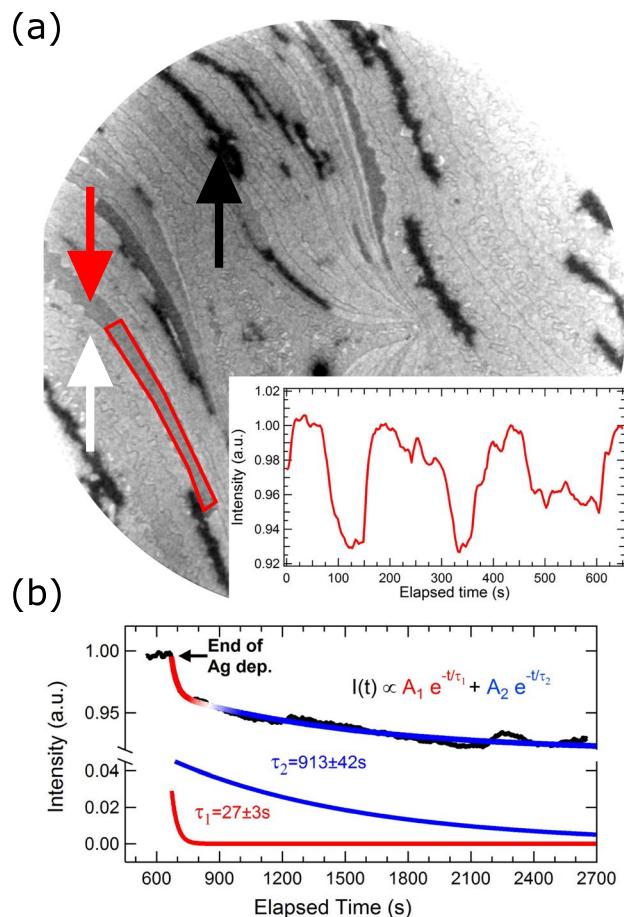 (a)
Intensity (a.u.)
1.02
1.00
0.98
0.96
0.94
0.92
0 100 200 300 400 500 600
Elapsed time (s)
(b)
Intensity (a.u.)
1.00
0.95
0.04
0.02
0.00
End of
Ag dep.
I(t) ∝ A₁ e^-t/τ₁ + A₂ e^-t/τ₂
τ₂=913±42s
τ₁=27±3s
600 900 1200 1500 1800 2100 2400 2700
Elapsed Time (s)